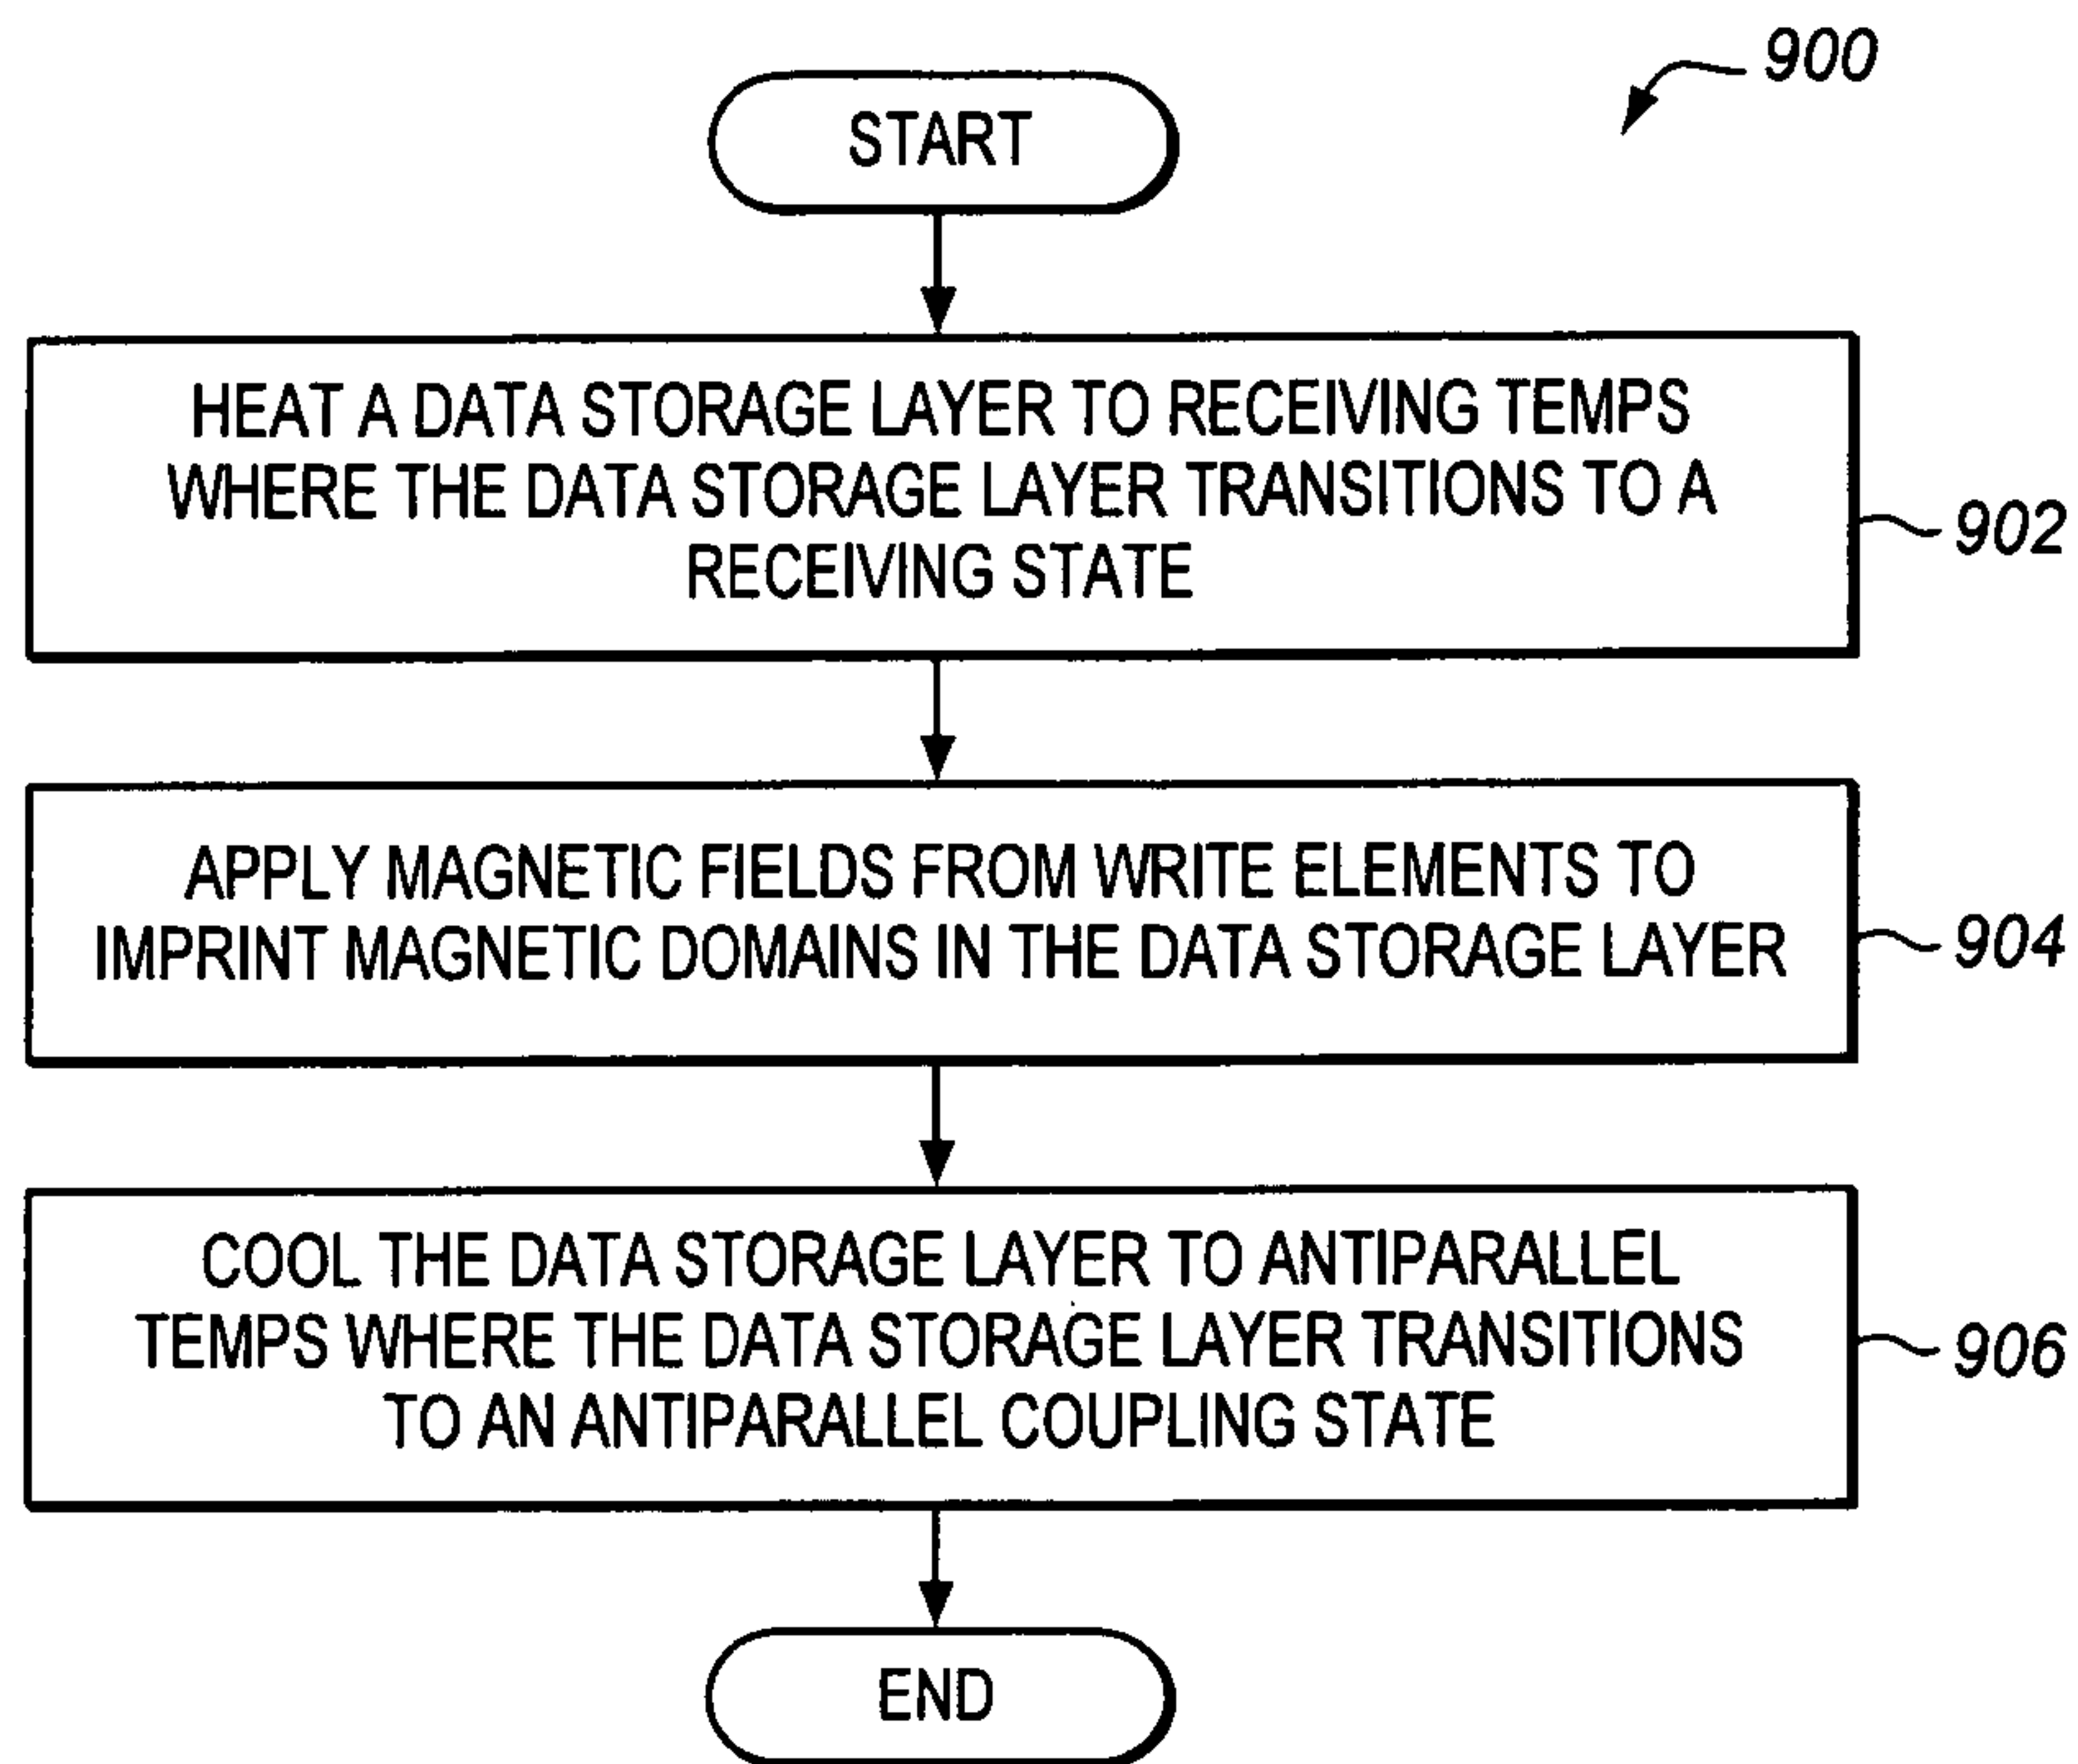 900
START
HEAT A DATA STORAGE LAYER TO RECEIVING TEMPS
WHERE THE DATA STORAGE LAYER TRANSITIONS TO A
RECEIVING STATE
902
APPLY MAGNETIC FIELDS FROM WRITE ELEMENTS TO
IMPRINT MAGNETIC DOMAINS IN THE DATA STORAGE LAYER
904
COOL THE DATA STORAGE LAYER TO ANTIPARALLEL
TEMPS WHERE THE DATA STORAGE LAYER TRANSITIONS
TO AN ANTIPARALLEL COUPLING STATE
906
END